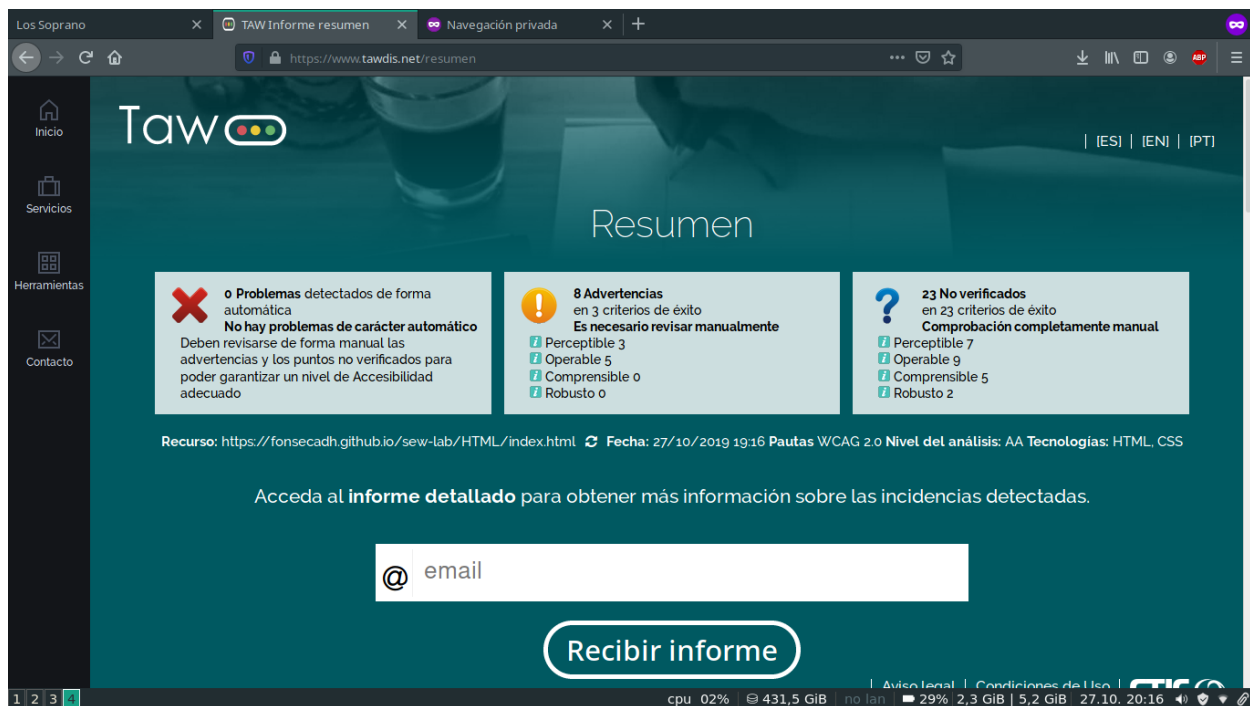 Los Soprano
TAW Informe resumen
Navegación privada
https://www.tawdis.net/resumen
ABP
Inicio
Servicios
Herramientas
Contacto
Taw
| [ES] | [EN] | [PT]
Resumen
0 Problemas detectados de forma
automática
No hay problemas de carácter automático
Deben revisarse de forma manual las
advertencias y los puntos no verificados para
poder garantizar un nivel de Accesibilidad
adecuado
8 Advertencias
en 3 criterios de éxito
Es necesario revisar manualmente
Perceptible 3
Operable 5
Comprensible 0
Robusto 0
23 No verificados
en 23 criterios de éxito
Comprobación completamente manual
Perceptible 7
Operable 9
Comprensible 5
Robusto 2
Recurso: https://fonsecadh.github.io/sew-lab/HTML/index.html Fecha: 27/10/2019 19:16 Pautas WCAG 2.0 Nivel del análisis: AA Tecnologías: HTML, CSS
Acceda al informe detallado para obtener más información sobre las incidencias detectadas.
@ email
Recibir informe
| Aviso legal | Condiciones de Uso |
1 2 3 4
cpu 02% 431,5 GiB no lan 29% 2,3 GiB | 5,2 GiB 27.10. 20:16